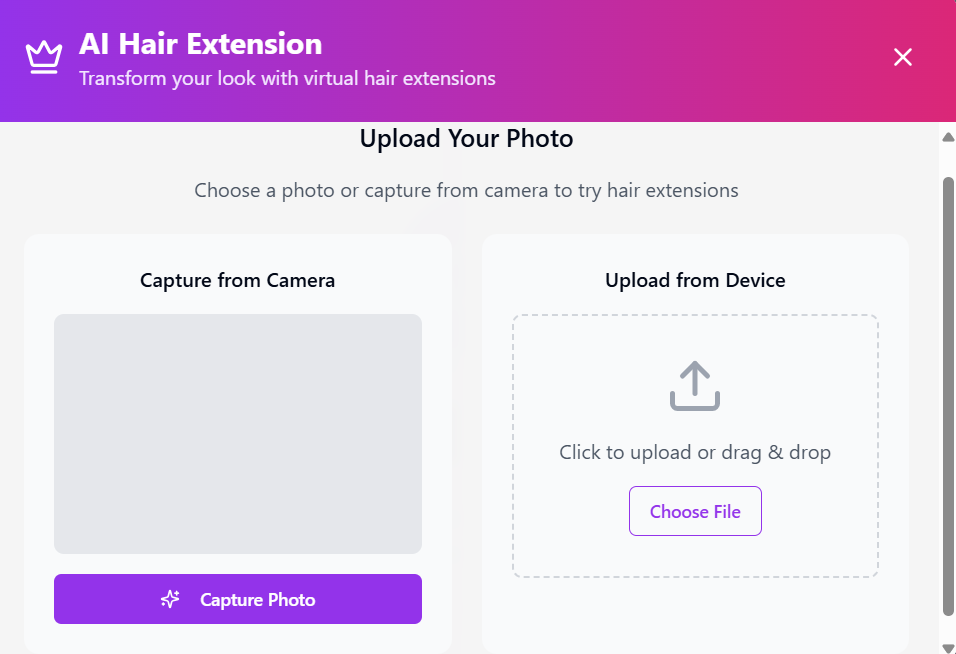 AI Hair Extension
Transform your look with virtual hair extensions
Upload Your Photo
Choose a photo or capture from camera to try hair extensions
Capture from Camera
Capture Photo
Upload from Device
Click to upload or drag & drop
Choose File